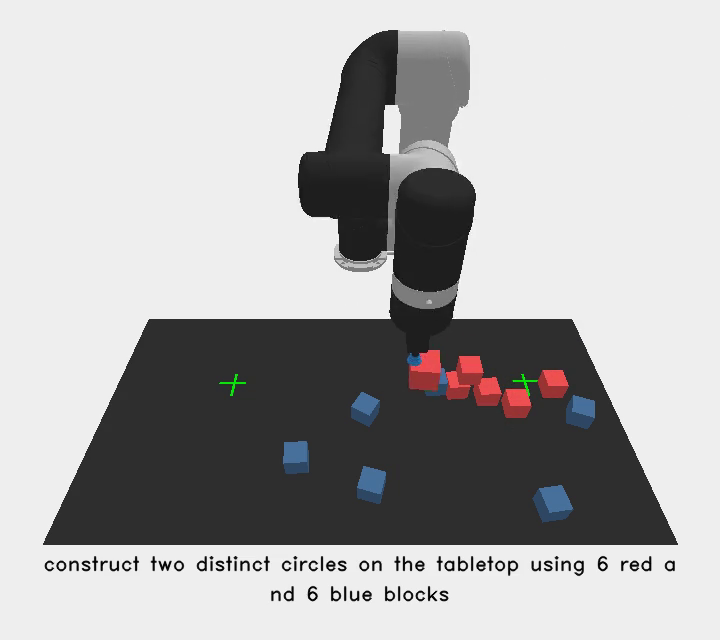 construct two distinct circles on the tabletop using 6 red a
nd 6 blue blocks